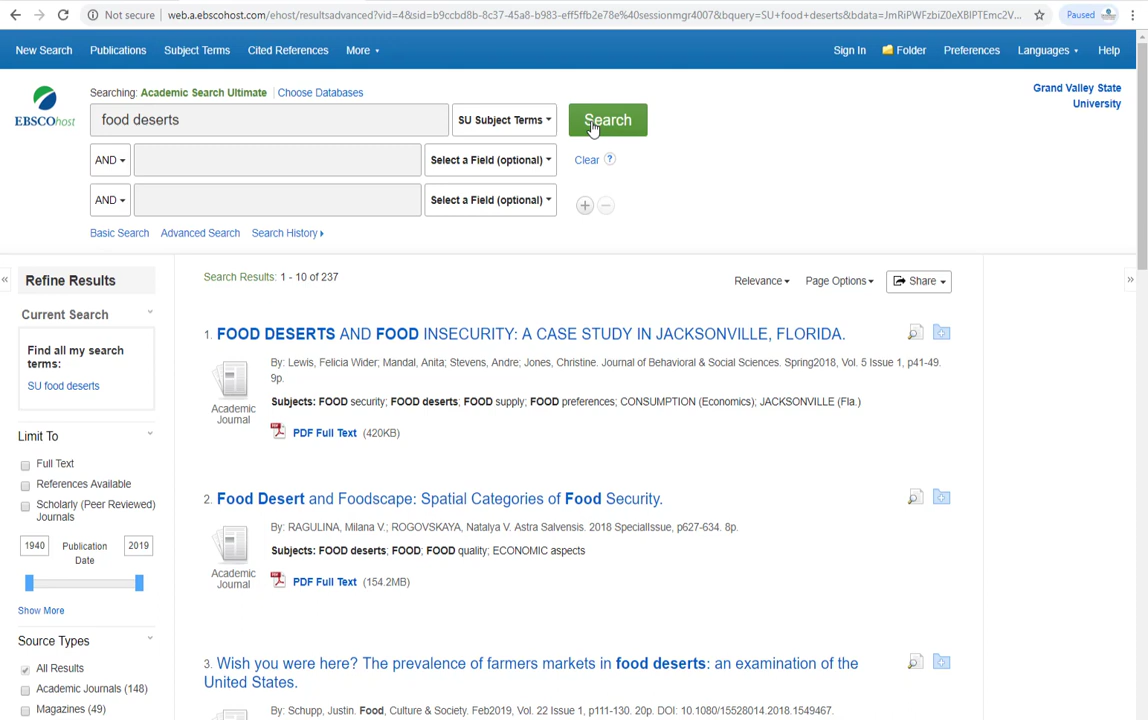 Not secure | web.a.ebscohost.com/ehost/resultsadvanced?vid=4&sid=b9ccbd8b-8c37-45a8-b983-eff5ffb2e78e%40sessionmgr4007&bquery=SU+food+deserts&bdata=JmRiPWFzbiZ0eXBlPTEmc2V... Paused
New Search Publications Subject Terms Cited References More Sign In Folder Preferences Languages Help
Searching: Academic Search Ultimate Choose Databases
Grand Valley State
University
EBSCOhost
food deserts SU Subject Terms Search
AND Select a Field (optional) Clear ?
AND Select a Field (optional)
Basic Search Advanced Search Search History
Refine Results
Search Results: 1 - 10 of 237
Relevance Page Options Share
Current Search
Find all my search
terms:
SU food deserts
Limit To
Full Text
References Available
Scholarly (Peer Reviewed)
Journals
1940 Publication 2019
Date
Show More
Source Types
All Results
Academic Journals (148)
Magazines (49)
1. FOOD DESERTS AND FOOD INSECURITY: A CASE STUDY IN JACKSONVILLE, FLORIDA.
By: Lewis, Felicia Wider; Mandal, Anita; Stevens, Andre; Jones, Christine. Journal of Behavioral & Social Sciences. Spring2018, Vol. 5 Issue 1, p41-49.
9p.
Academic
Journal
Subjects: FOOD security; FOOD deserts; FOOD supply; FOOD preferences; CONSUMPTION (Economics); JACKSONVILLE (Fla.)
PDF Full Text (420KB)
2. Food Desert and Foodscape: Spatial Categories of Food Security.
By: RAGULINA, Milana V.; ROGOVSKAYA, Natalya V. Astra Salvensis. 2018 SpecialIssue, p627-634. 8p.
Academic
Journal
Subjects: FOOD deserts; FOOD; FOOD quality; ECONOMIC aspects
PDF Full Text (154.2MB)
3. Wish you were here? The prevalence of farmers markets in food deserts: an examination of the
United States.
By: Schupp, Justin. Food, Culture & Society. Feb2019, Vol. 22 Issue 1, p111-130. 20p. DOI: 10.1080/15528014.2018.1549467.